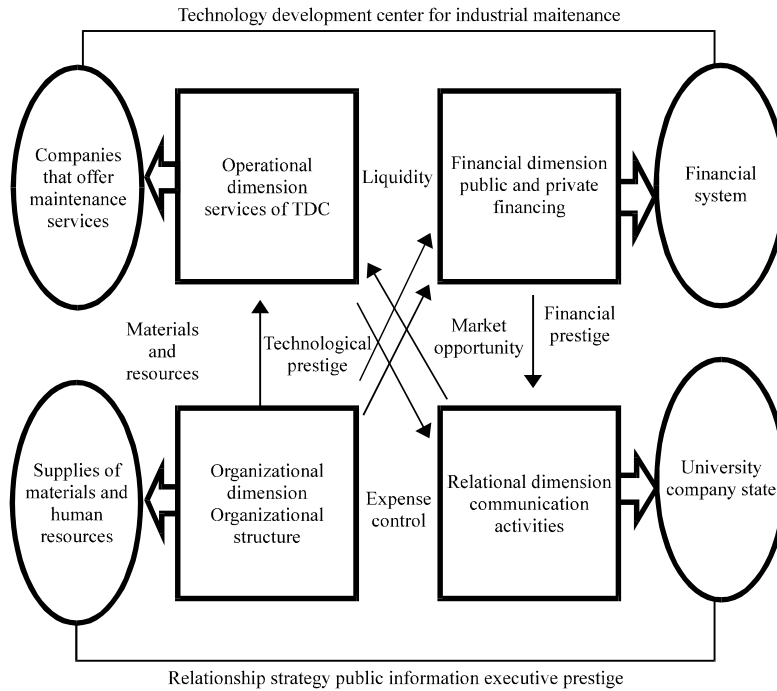 Technology development center for industrial maitenance
Companies
that offer
maintenance
services
Operational
dimension
services of TDC
Liquidity
Financial dimension
public and private
financing
Financial
system
Materials
and
resources
Technological
prestige
Market
opportunity
Financial
prestige
Supplies of
materials and
human
resources
Organizational
dimension
Organizational
structure
Expense
control
Relational dimension
communication
activities
University
company state
Relationship strategy public information executive prestige